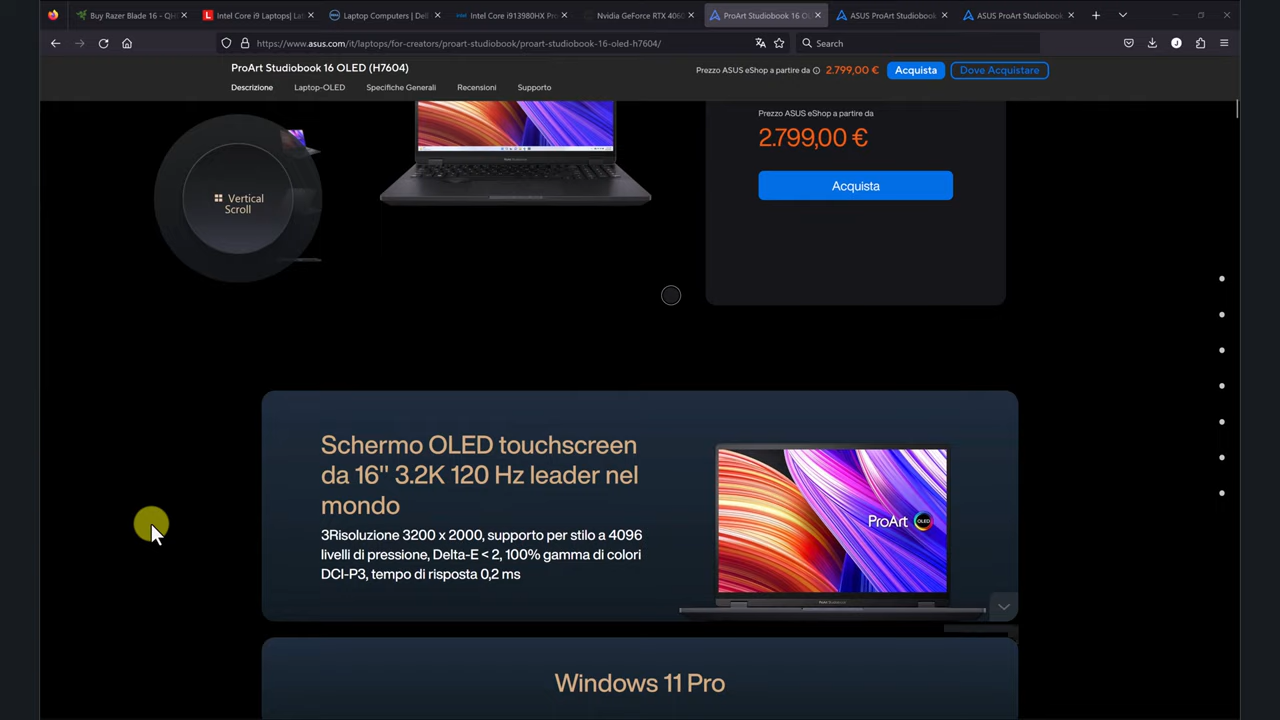 Buy Razer Blade 16 - QH
Intel Core i9 Laptops| Lat
Laptop Computers | Dell
Intel Core i913980HX Pro
Nvidia GeForce RTX 4060
ProArt Studiobook 16 OL
ASUS ProArt Studiobook
ASUS ProArt Studiobook
https://www.asus.com/it/laptops/for-creators/proart-studiobook/proart-studiobook-16-oled-h7604/
Search
ProArt Studiobook 16 OLED (H7604)
Prezzo ASUS eShop a partire da 2.799,00 € Acquista Dove Acquistare
Descrizione Laptop-OLED Specifiche Generali Recensioni Supporto
Prezzo ASUS eShop a partire da
2.799,00 €
Acquista
Vertical
Scroll
Schermo OLED touchscreen
da 16" 3.2K 120 Hz leader nel
mondo
3Risoluzione 3200 x 2000, supporto per stilo a 4096
livelli di pressione, Delta-E < 2, 100% gamma di colori
DCI-P3, tempo di risposta 0,2 ms
ProArt OLED
Windows 11 Pro